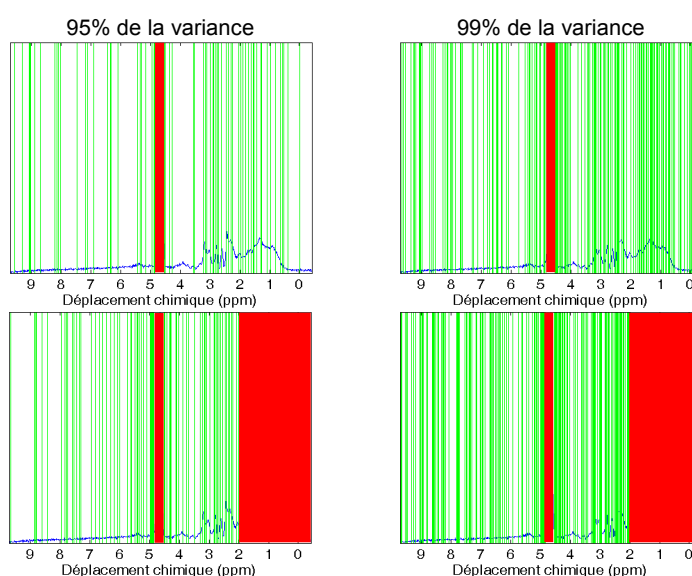 95% de la variance
99% de la variance
9 8 7 6 5 4 3 2 1 0
Déplacement chimique (ppm)
9 8 7 6 5 4 3 2 1 0
Déplacement chimique (ppm)
9 8 7 6 5 4 3 2 1 0
Déplacement chimique (ppm)
9 8 7 6 5 4 3 2 1 0
Déplacement chimique (ppm)